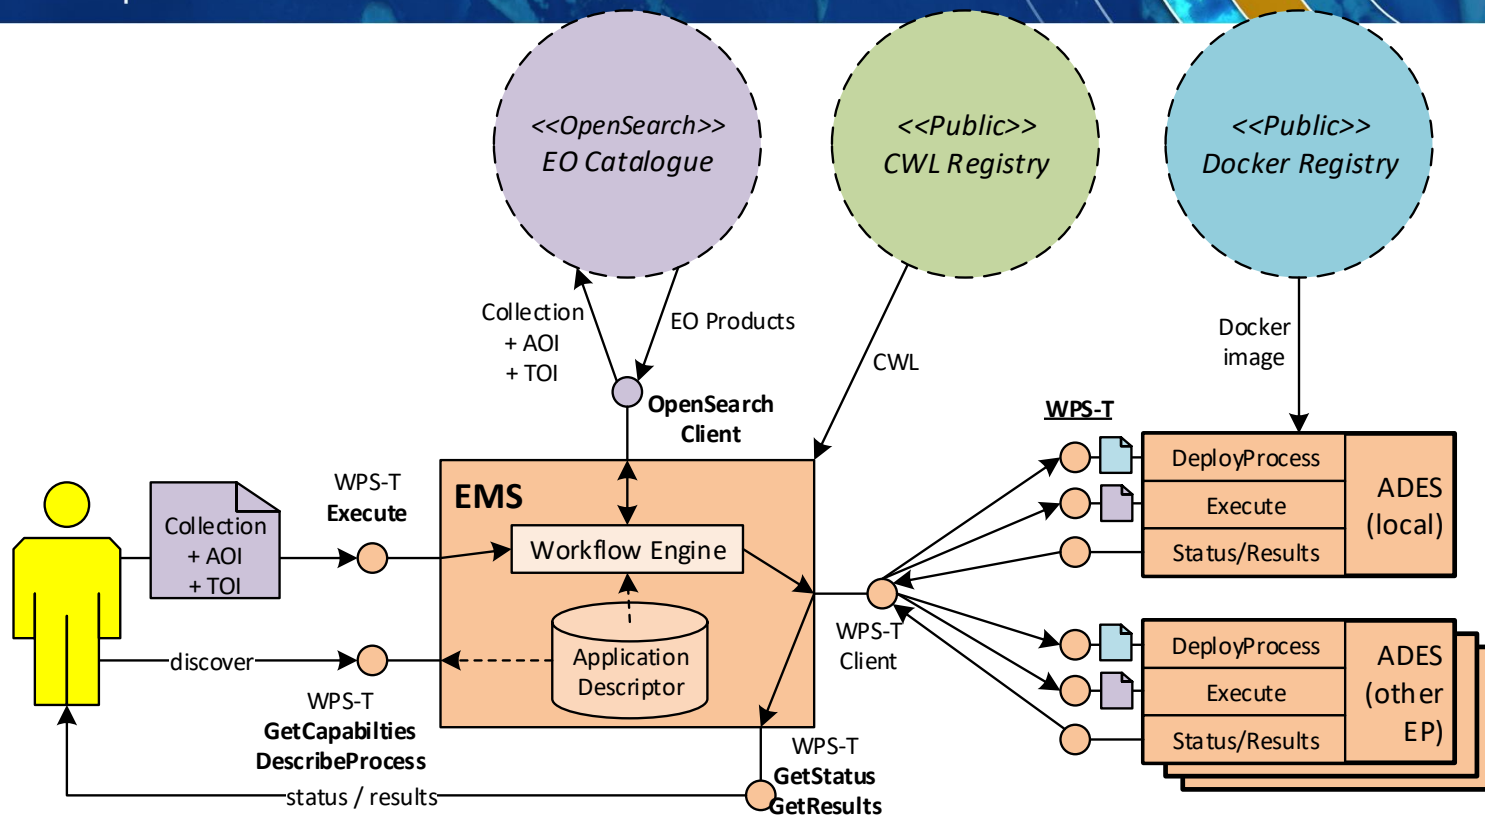 <<OpenSearch>>
EO Catalogue
<<Public>>
CWL Registry
<<Public>>
Docker Registry
Collection
+ AOI
+ TOI
EO Products
CWL
Docker
image
OpenSearch
Client
WPS-T
Collection
+ AOI
+ TOI
WPS-T
Execute
EMS
Workflow Engine
Application
Descriptor
WPS-T
Client
DeployProcess
Execute
Status/Results
ADES
(local)
DeployProcess
Execute
Status/Results
ADES
(other
EP)
discover
WPS-T
GetCapabilties
DescribeProcess
status / results
WPS-T
GetStatus
GetResults